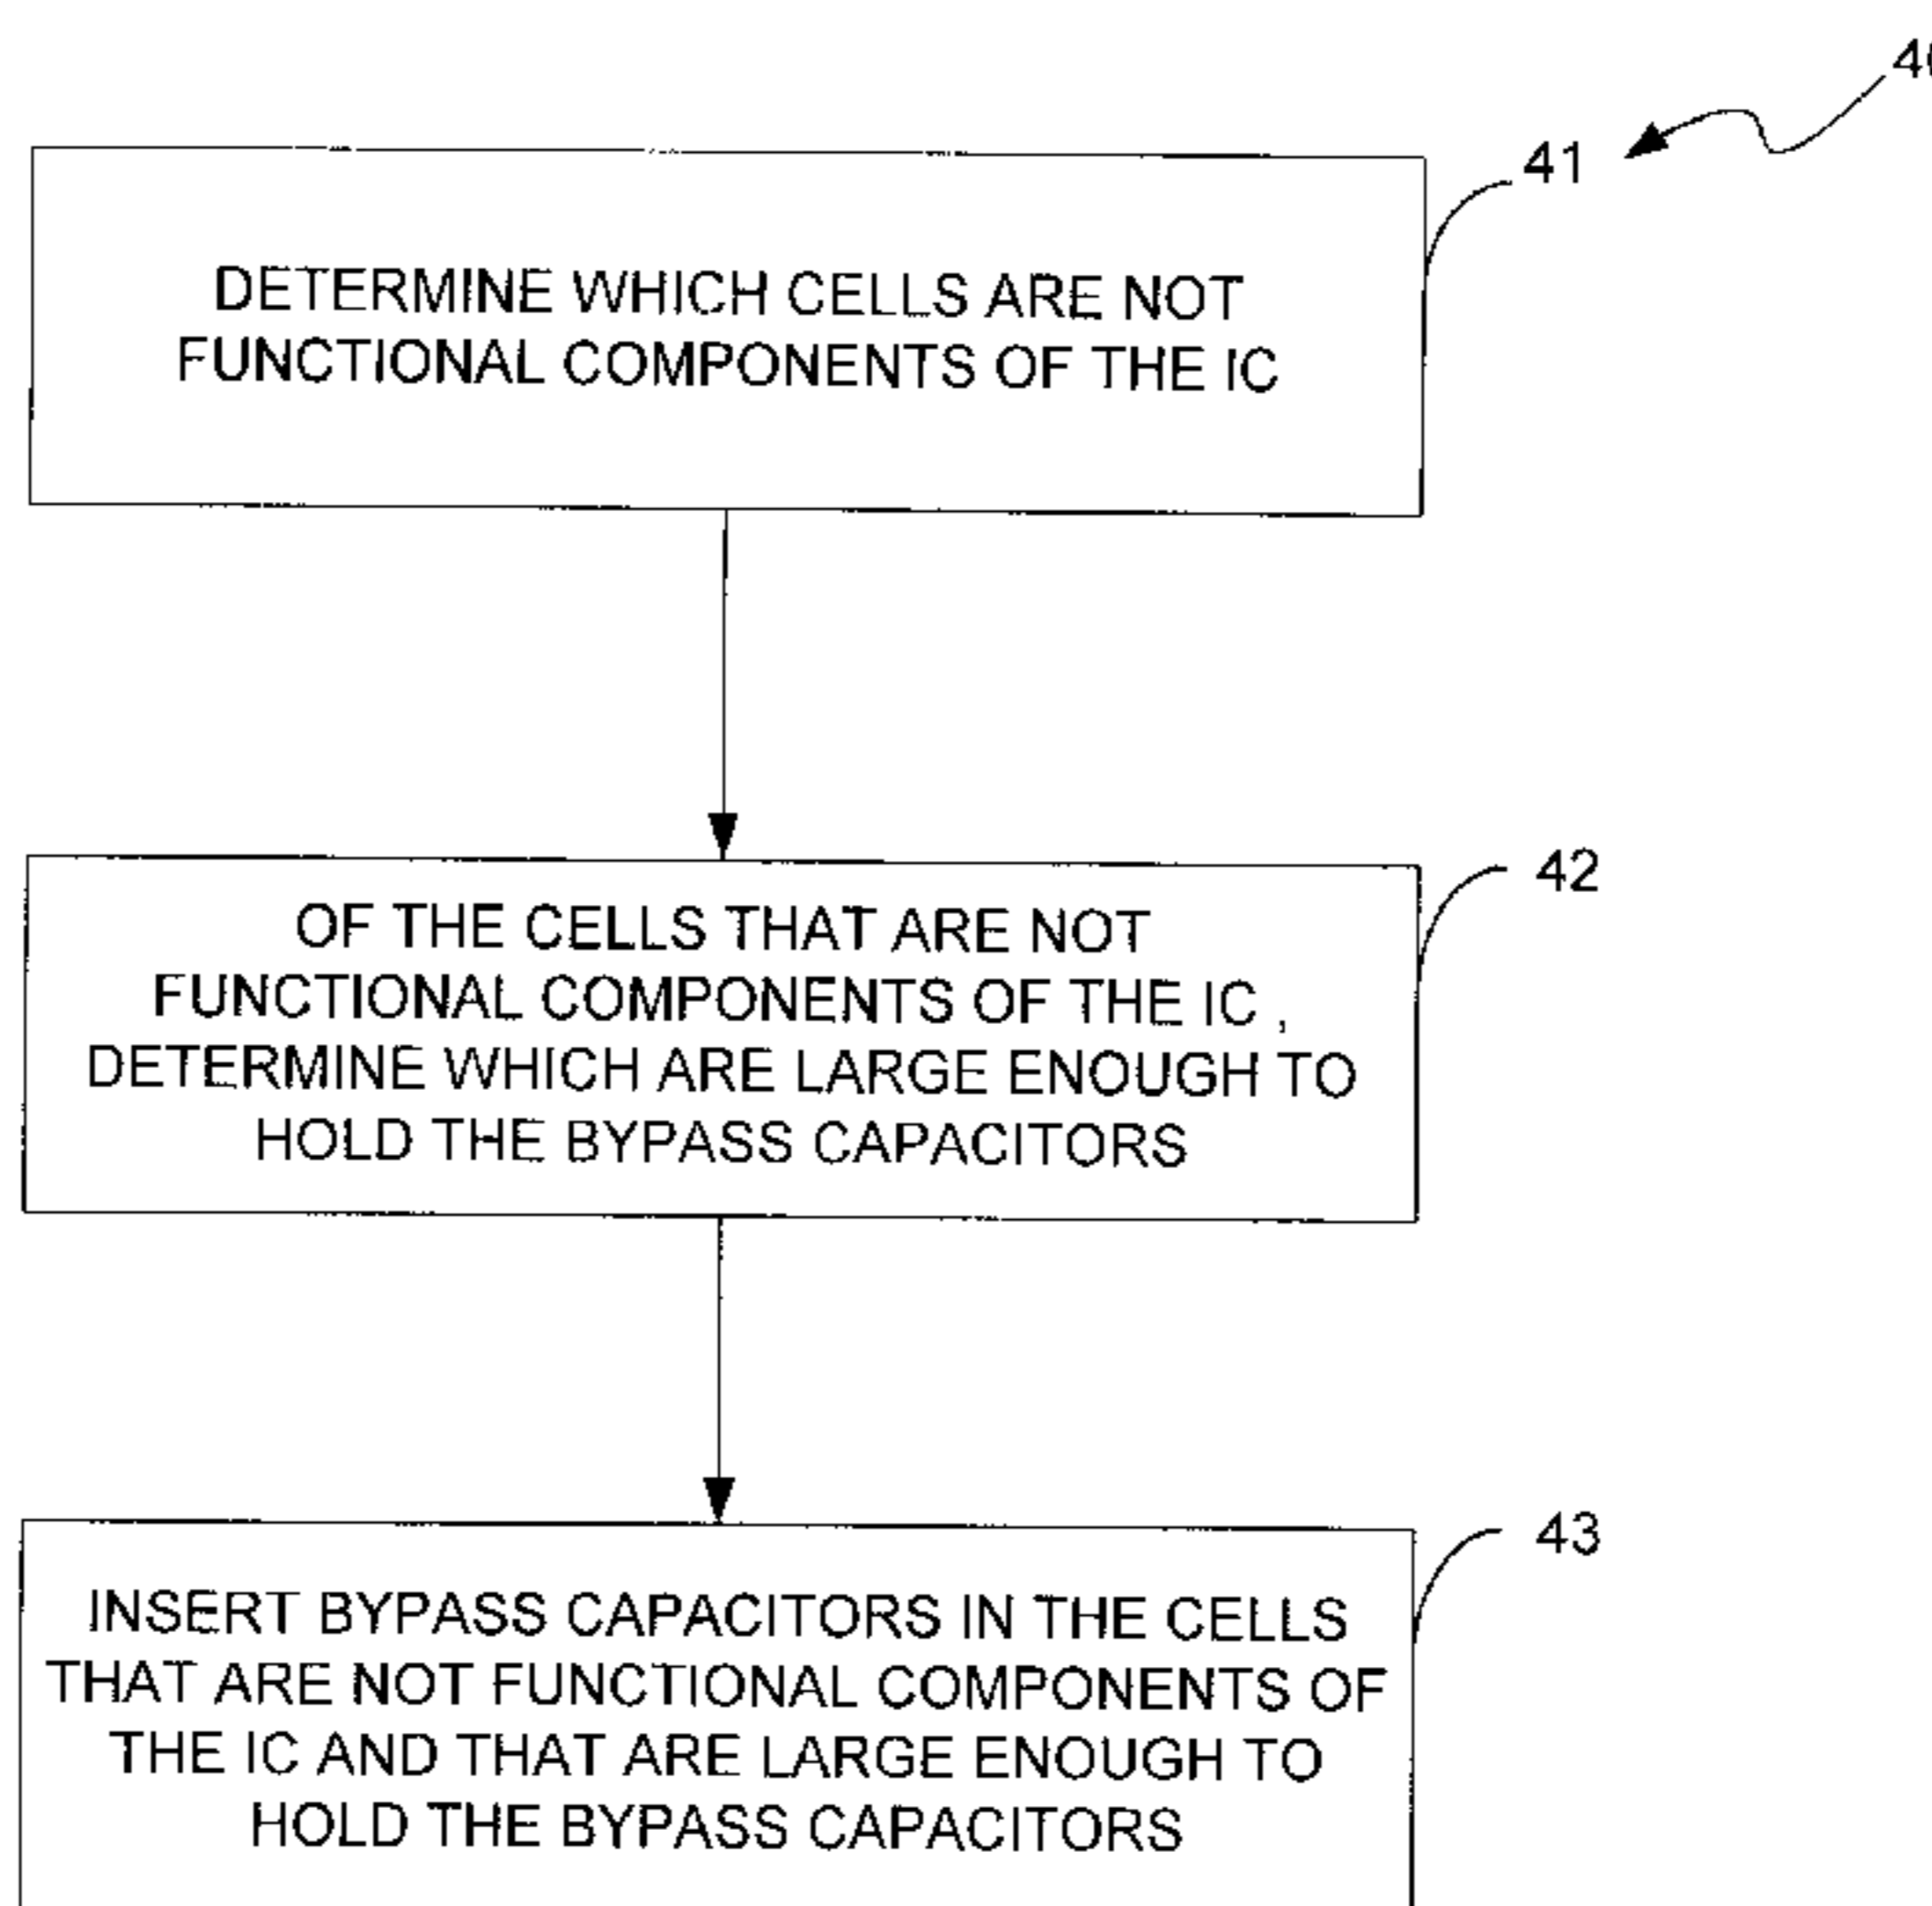 41
DETERMINE WHICH CELLS ARE NOT
FUNCTIONAL COMPONENTS OF THE IC
42
OF THE CELLS THAT ARE NOT
FUNCTIONAL COMPONENTS OF THE IC ,
DETERMINE WHICH ARE LARGE ENOUGH TO
HOLD THE BYPASS CAPACITORS
43
INSERT BYPASS CAPACITORS IN THE CELLS
THAT ARE NOT FUNCTIONAL COMPONENTS OF
THE IC AND THAT ARE LARGE ENOUGH TO
HOLD THE BYPASS CAPACITORS